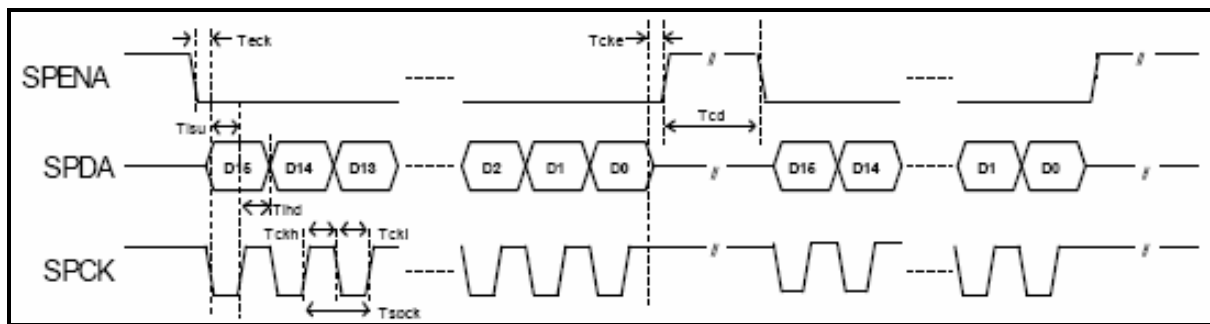 Teck
Tcke
SPENA
Tcd
Tisu
SPDA
D15 D14 D13 D2 D1 D0 D15 D14 D1 D0
Tihd
Tckh Tckl
SPCK
Tsock